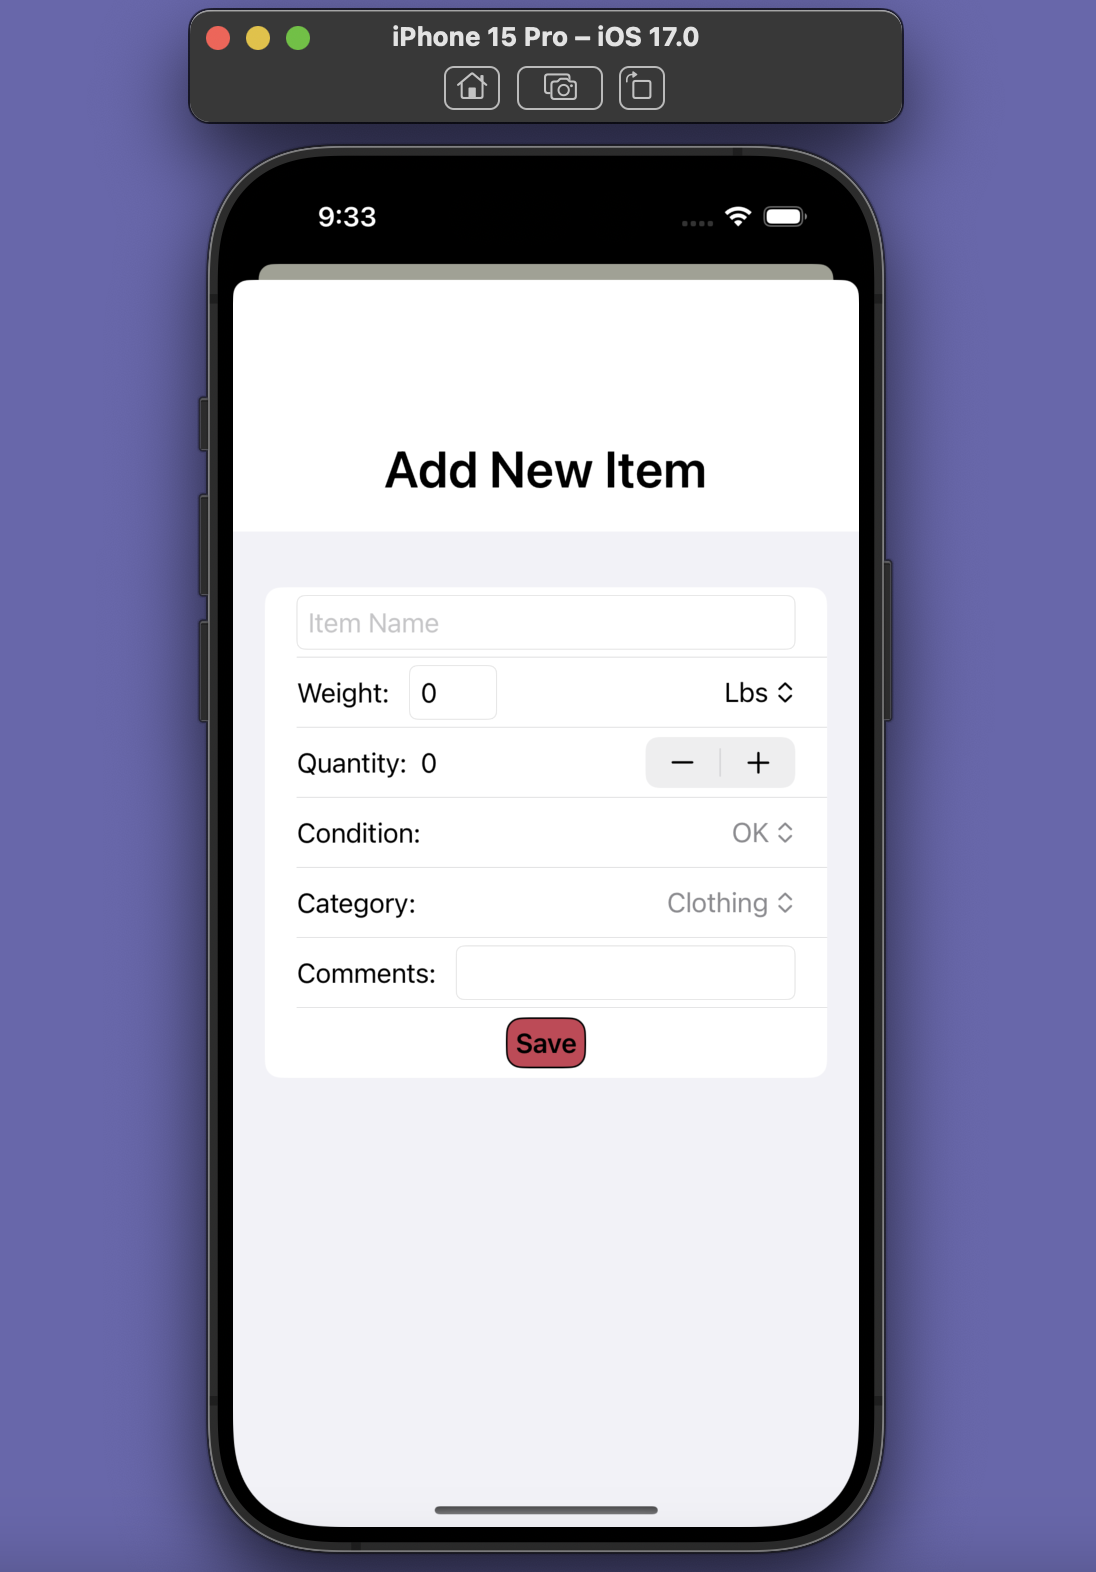 iPhone 15 Pro – iOS 17.0
9:33
Add New Item
Item Name
Weight: 0 Lbs
Quantity: 0 − +
Condition: OK
Category: Clothing
Comments:
Save